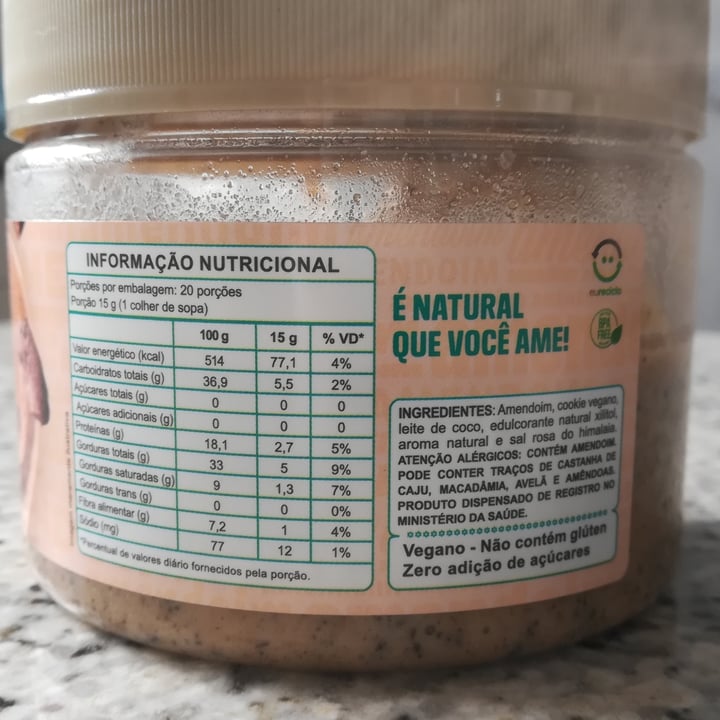 INFORMAÇÃO NUTRICIONAL
Porções por embalagem: 20 porções
Porção 15 g (1 colher de sopa)
100 g 15 g % VD*
Valor energético (kcal) 514 77,1 4%
Carboidratos totais (g) 36,9 5,5 2%
Açúcares totais (g) 0 0 0
Açúcares adicionais (g) 0 0 0
Proteínas (g) 18,1 2,7 5%
Gorduras totais (g) 33 5 9%
Gorduras saturadas (g) 9 1,3 7%
Gorduras trans (g) 0 0 0%
Fibra alimentar (g) 7,2 1 4%
Sódio (mg) 77 12 1%
*Percentual de valores diário fornecidos pela porção.
ENDOIM
É NATURAL
QUE VOCÊ AME!
eureciclo
BPA
FREE
INGREDIENTES: Amendoim, cookie vegano,
leite de coco, edulcorante natural xilitol,
aroma natural e sal rosa do himalaia.
ATENÇÃO ALÉRGICOS: CONTÉM AMENDOIM.
PODE CONTER TRAÇOS DE CASTANHA DE
CAJU, MACADÂMIA, AVELÃ E AMÊNDOAS.
PRODUTO DISPENSADO DE REGISTRO NO
MINISTÉRIO DA SAÚDE.
Vegano - Não contém glúten
Zero adição de açúcares